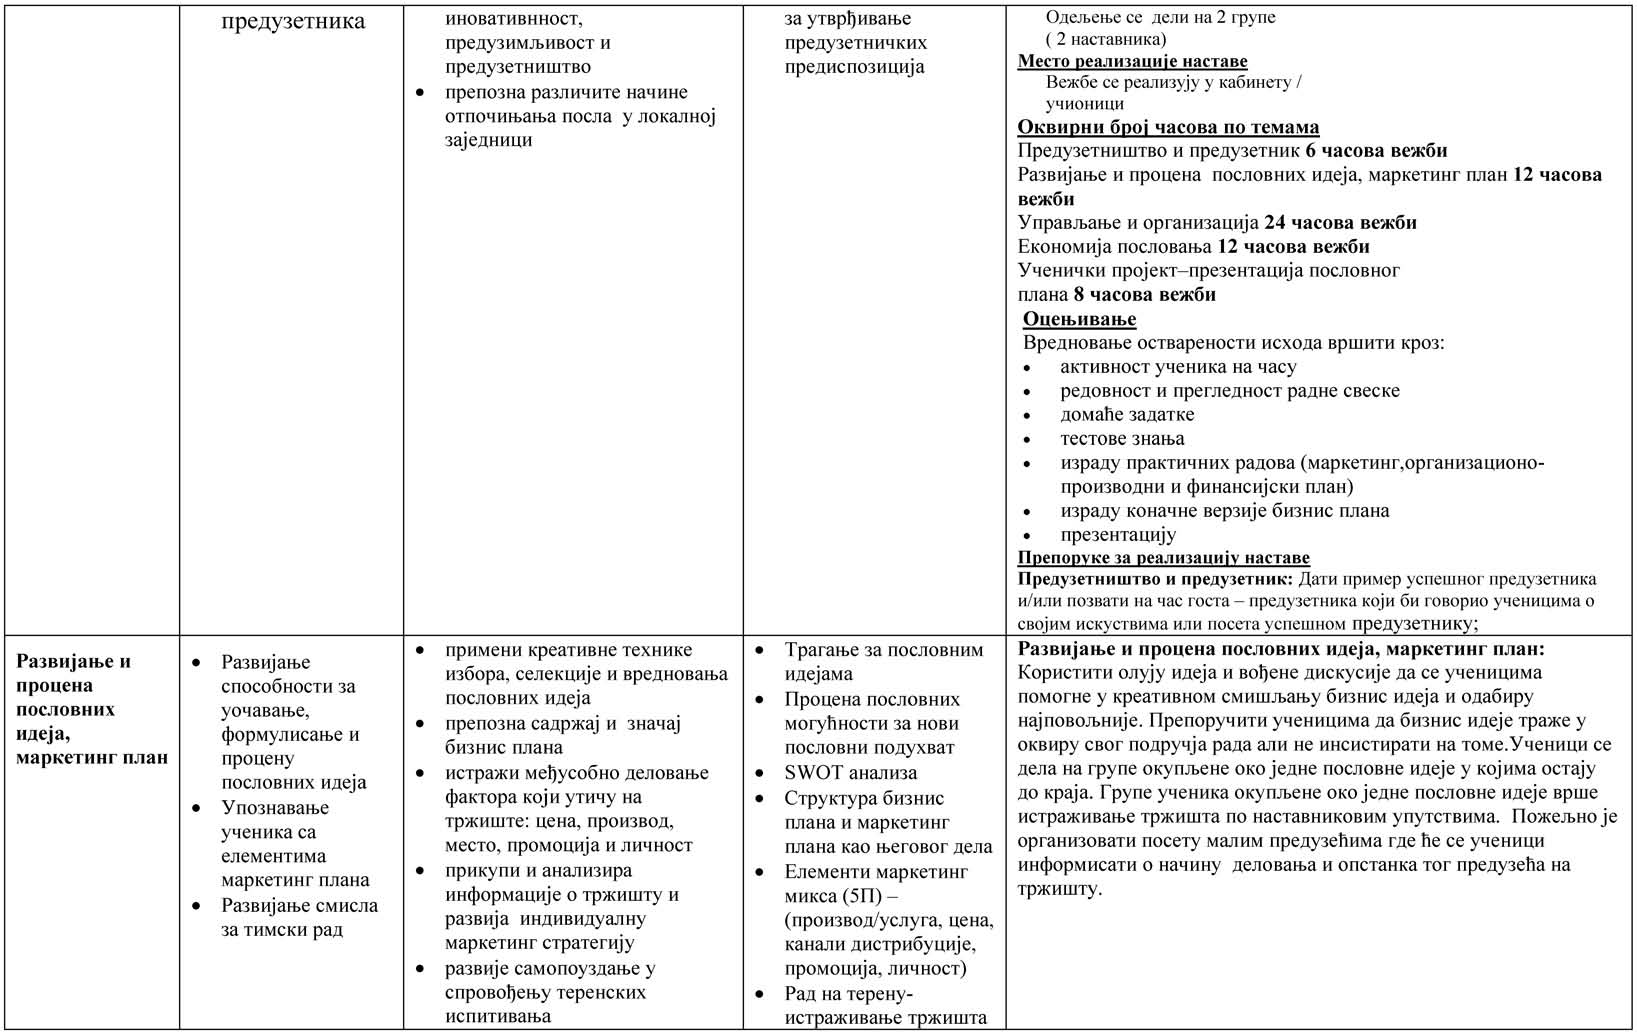 предузетника
иновативнност,
предузимљивост и
предузетништво
препозна различите начине
отпочињања посла у локалној
заједници
за утврђивање
предузетничких
предиспозиција
Одељење се дели на 2 групе
( 2 наставника)
Место реализације наставе
Вежбе се реализују у кабинету /
учионици
Оквирни број часова по темама
Предузетништво и предузетник 6 часова вежби
Развијање и процена пословних идеја, маркетинг план 12 часова
вежби
Управљање и организација 24 часова вежби
Економија пословања 12 часова вежби
Ученички пројект–презентација пословног
плана 8 часова вежби
Оцењивање
Вредновање остварености исхода вршити кроз:
• активност ученика на часу
• редовност и прегледност радне свеске
• домаће задатке
• тестове знања
• израду практичних радова (маркетинг,организационо-
производни и финансијски план)
• израду коначне верзије бизнис плана
• презентацију
Препоруке за реализацију наставе
Предузетништво и предузетник: Дати пример успешног предузетника
и/или позвати на час госта – предузетника који би говорио ученицима о
својим искуствима или посета успешном предузетнику;
Развијање и
процена
пословних
идеја,
маркетинг план
• Развијање
способности за
уочавање,
формулисање и
процену
пословних идеја
• Упознавање
ученика са
елементима
маркетинг плана
• Развијање смисла
за тимски рад
• примени креативне технике
избора, селекције и вредновања
пословних идеја
• препозна садржај и значај
бизнис плана
• истражи међусобно деловање
фактора који утичу на
тржиште: цена, производ,
место, промоција и личност
• прикупи и анализира
информације о тржишту и
развија индивидуалну
маркетинг стратегију
• развије самопоуздање у
спровођењу теренских
испитивања
• Трагање за пословним
идејама
• Процена пословних
могућности за нови
пословни подухват
• SWOT анализа
• Структура бизнис
плана и маркетинг
плана као његовог дела
• Елементи маркетинг
микса (5П) –
(производ/услуга, цена,
канали дистрибуције,
промоција, личност)
• Рад на терену-
истраживање тржишта
Развијање и процена пословних идеја, маркетинг план:
Користити олују идеја и вођене дискусије да се ученицима
помогне у креативном смишљању бизнис идеја и одабиру
најповољније. Препоручити ученицима да бизнис идеје траже у
оквиру свог подручја рада али не инсистирати на томе.Ученици се
дела на групе окупљене око једне пословне идеје у којима остају
до краја. Групе ученика окупљене око једне пословне идеје врше
истраживање тржишта по наставниковим упутствима. Пожељно је
организовати посету малим предузећима где ће се ученици
информисати о начину деловања и опстанка тог предузећа на
тржишту.